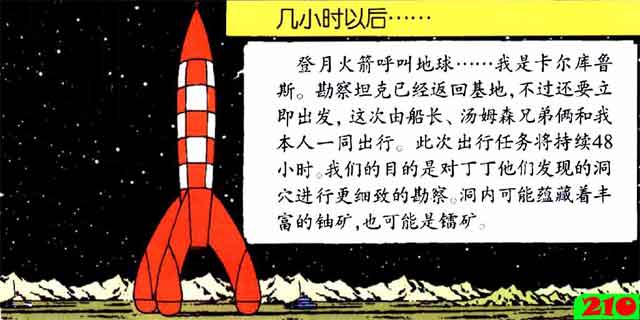 几小时以后……
登月火箭呼叫地球……我是卡尔库鲁
斯。勘察坦克已经返回基地,不过还要立
即出发，这次由船长、汤姆森兄弟俩和我
本人一同出行。此次出行任务将持续48
小时。我们的目的是对丁丁他们发现的洞
穴进行更细致的勘察。洞内可能蕴藏着丰
富的铀矿,也可能是镭矿。
210